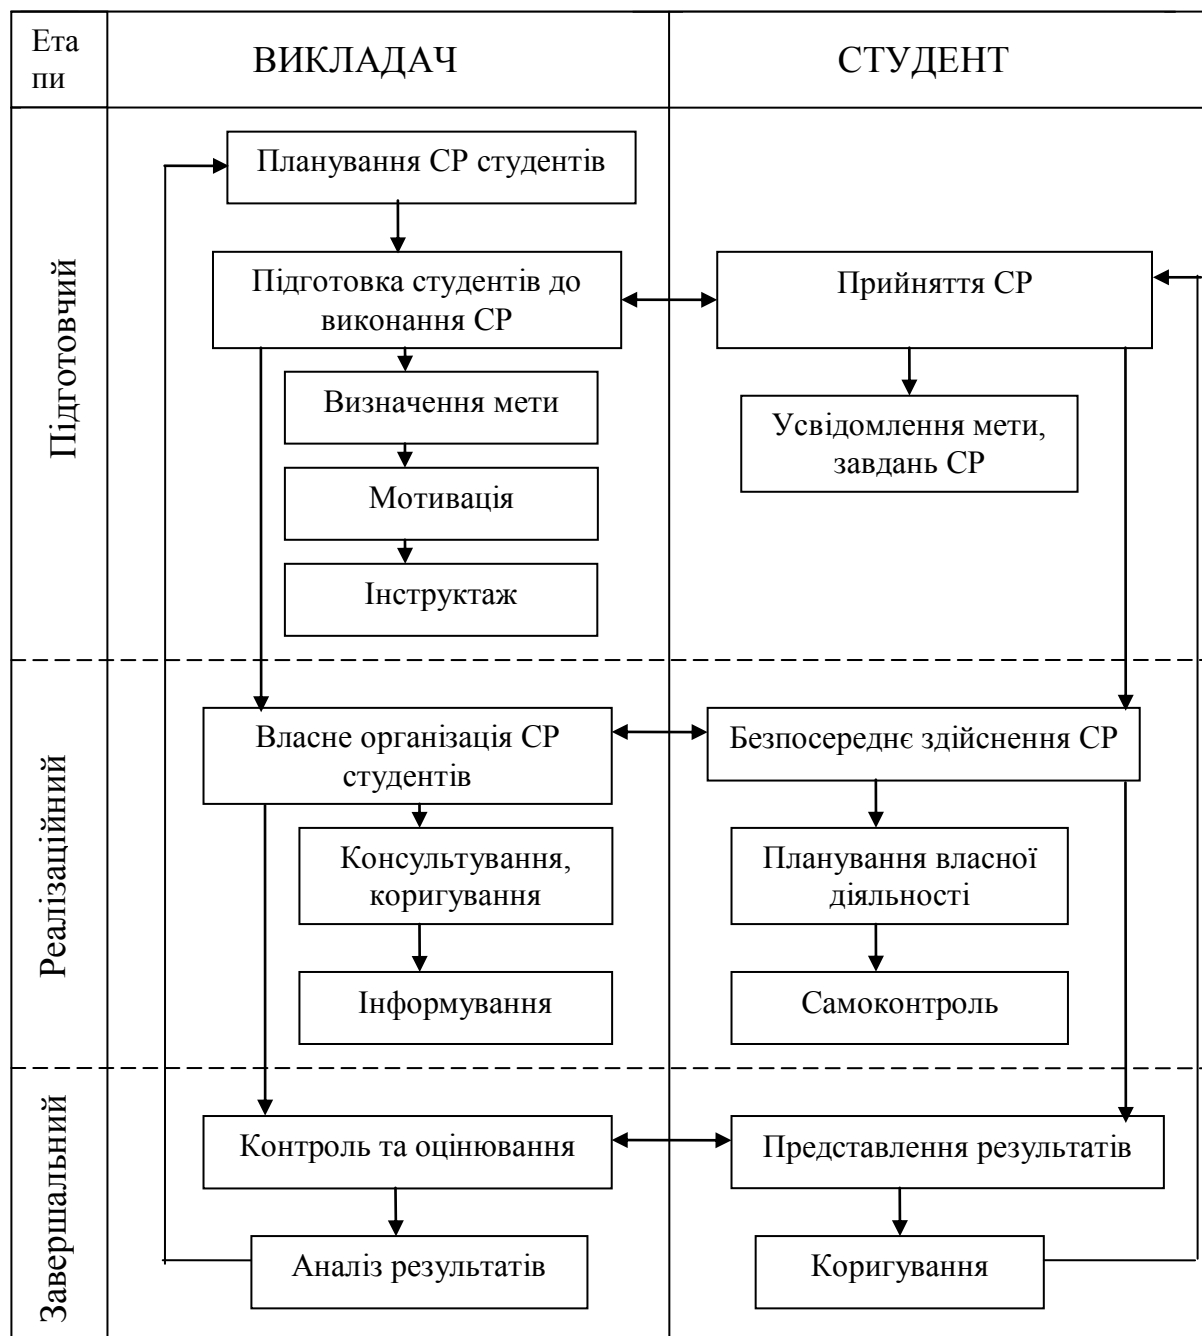 Ета
пи
ВИКЛАДАЧ
СТУДЕНТ
Підготовчий
Планування СР студентів
Підготовка студентів до
виконання СР
Прийняття СР
Визначення мети
Усвідомлення мети,
завдань СР
Мотивація
Інструктаж
Реалізаційний
Власне організація СР
студентів
Безпосереднє здійснення СР
Консультування,
коригування
Планування власної
діяльності
Інформування
Самоконтроль
Завершальний
Контроль та оцінювання
Представлення результатів
Аналіз результатів
Коригування